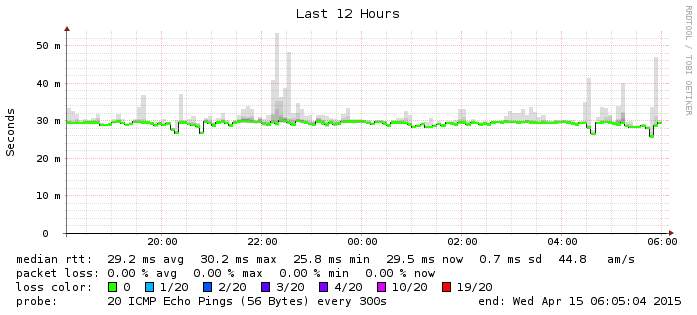 Last 12 Hours
RRDTOOL / TOBI OETIKER
Seconds
50 m
40 m
30 m
20 m
10 m
0
20:00 22:00 00:00 02:00 04:00 06:00
median rtt: 29.2 ms avg 30.2 ms max 25.8 ms min 29.5 ms now 0.7 ms sd 44.8 am/s
packet loss: 0.00 % avg 0.00 % max 0.00 % min 0.00 % now
loss color: 0 1/20 2/20 3/20 4/20 10/20 19/20
probe: 20 ICMP Echo Pings (56 Bytes) every 300s end: Wed Apr 15 06:05:04 2015